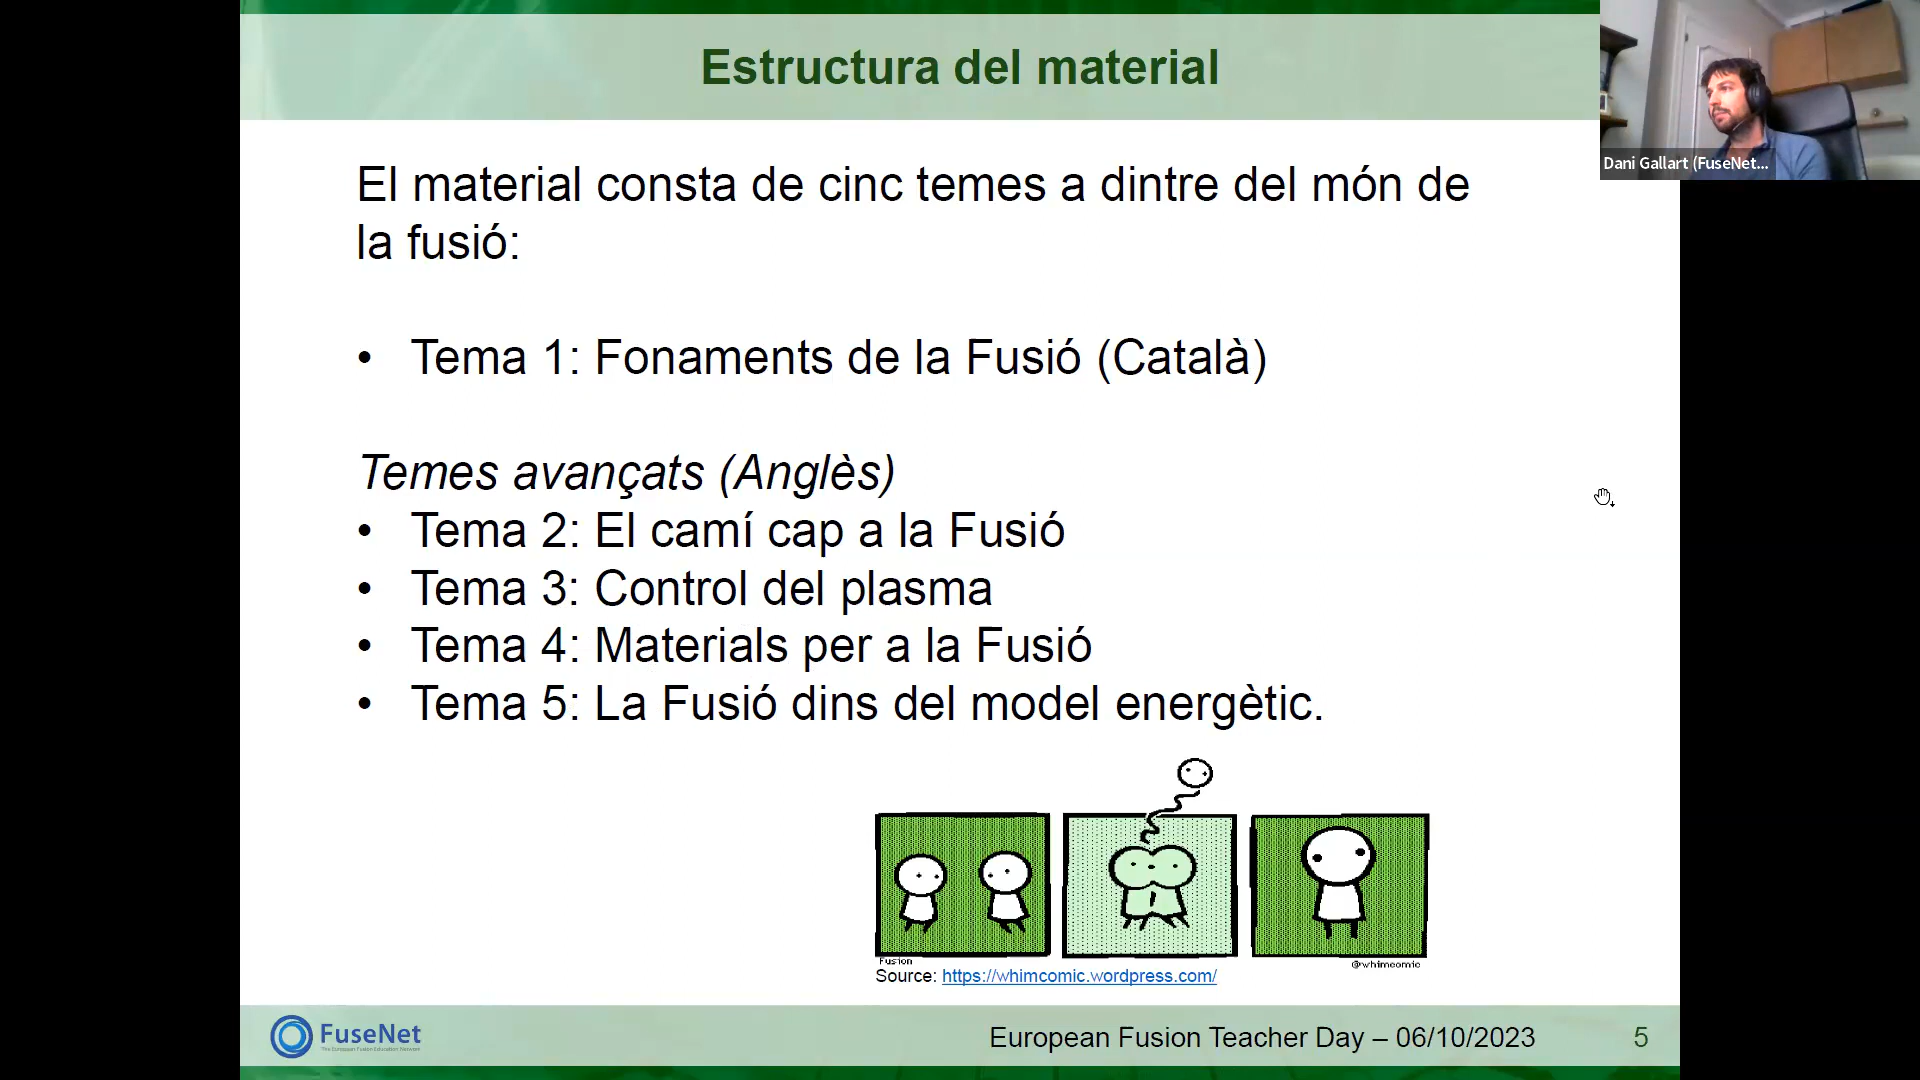 Estructura del material
Dani Gallart (FuseNet...
El material consta de cinc temes a dintre del món de
la fusió:
• Tema 1: Fonaments de la Fusió (Català)
Temes avançats (Anglès)
• Tema 2: El camí cap a la Fusió
• Tema 3: Control del plasma
• Tema 4: Materials per a la Fusió
• Tema 5: La Fusió dins del model energètic.
Fusion
@whimcomic
Source: https://whimcomic.wordpress.com/
FuseNet
The European Fusion Education Network
European Fusion Teacher Day – 06/10/2023
5